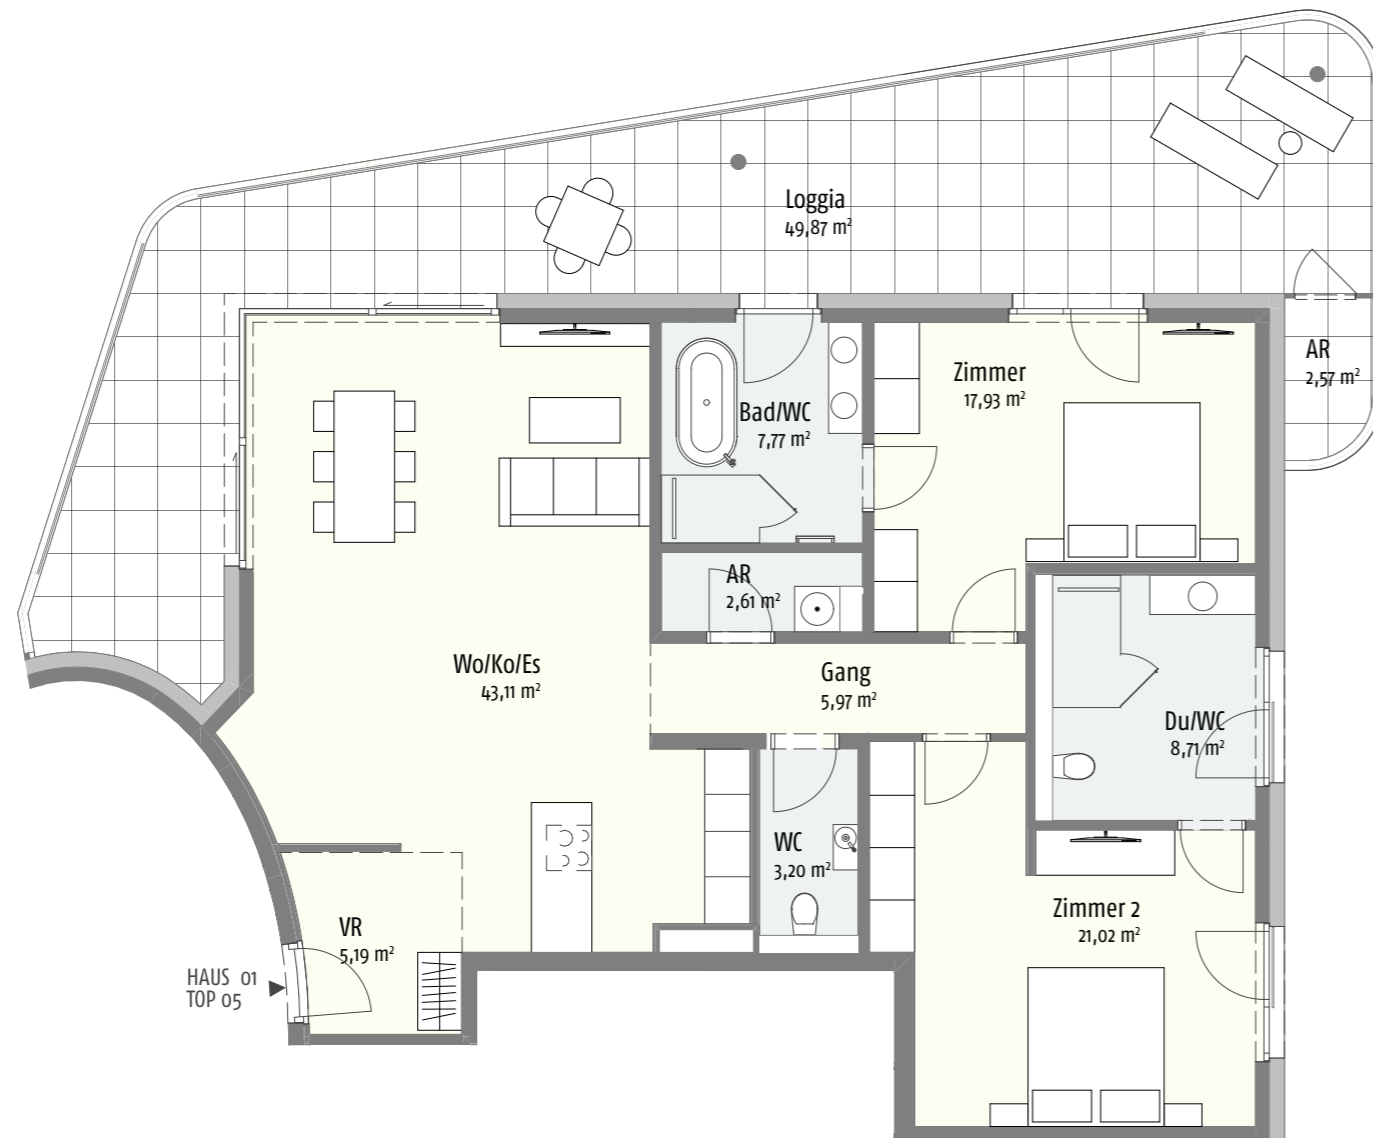 Loggia
49,87 m²
AR
2,57 m²
Zimmer
17,93 m²
Bad/WC
7,77 m²
AR
2,61 m²
Wo/Ko/Es
43,11 m²
Gang
5,97 m²
Du/WC
8,71 m²
WC
3,20 m²
Zimmer 2
21,02 m²
VR
5,19 m²
HAUS 01
TOP 05